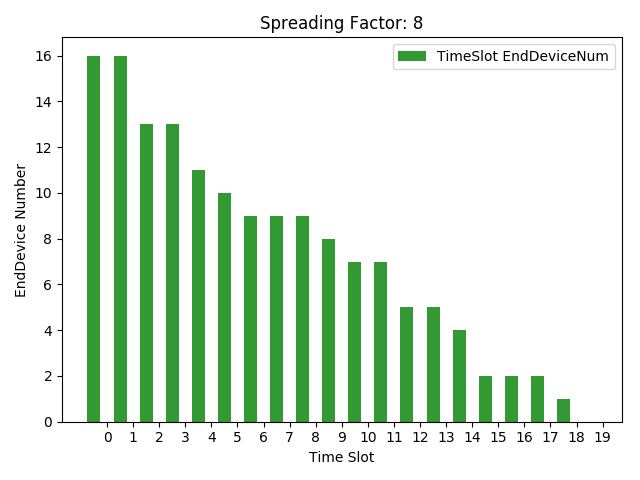 Spreading Factor: 8
TimeSlot EndDeviceNum
EndDevice Number
16
14
12
10
8
6
4
2
0
0 1 2 3 4 5 6 7 8 9 10 11 12 13 14 15 16 17 18 19
Time Slot